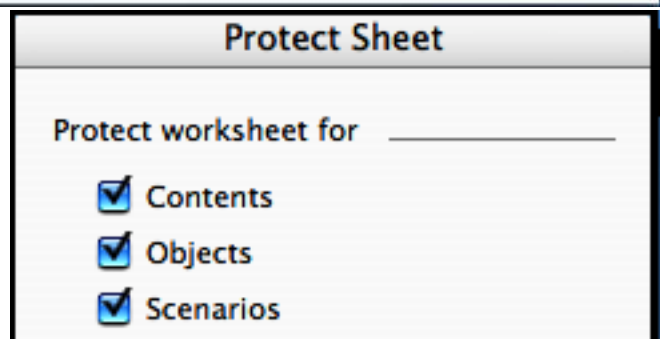 Protect Sheet
Protect worksheet for
Contents
Objects
Scenarios